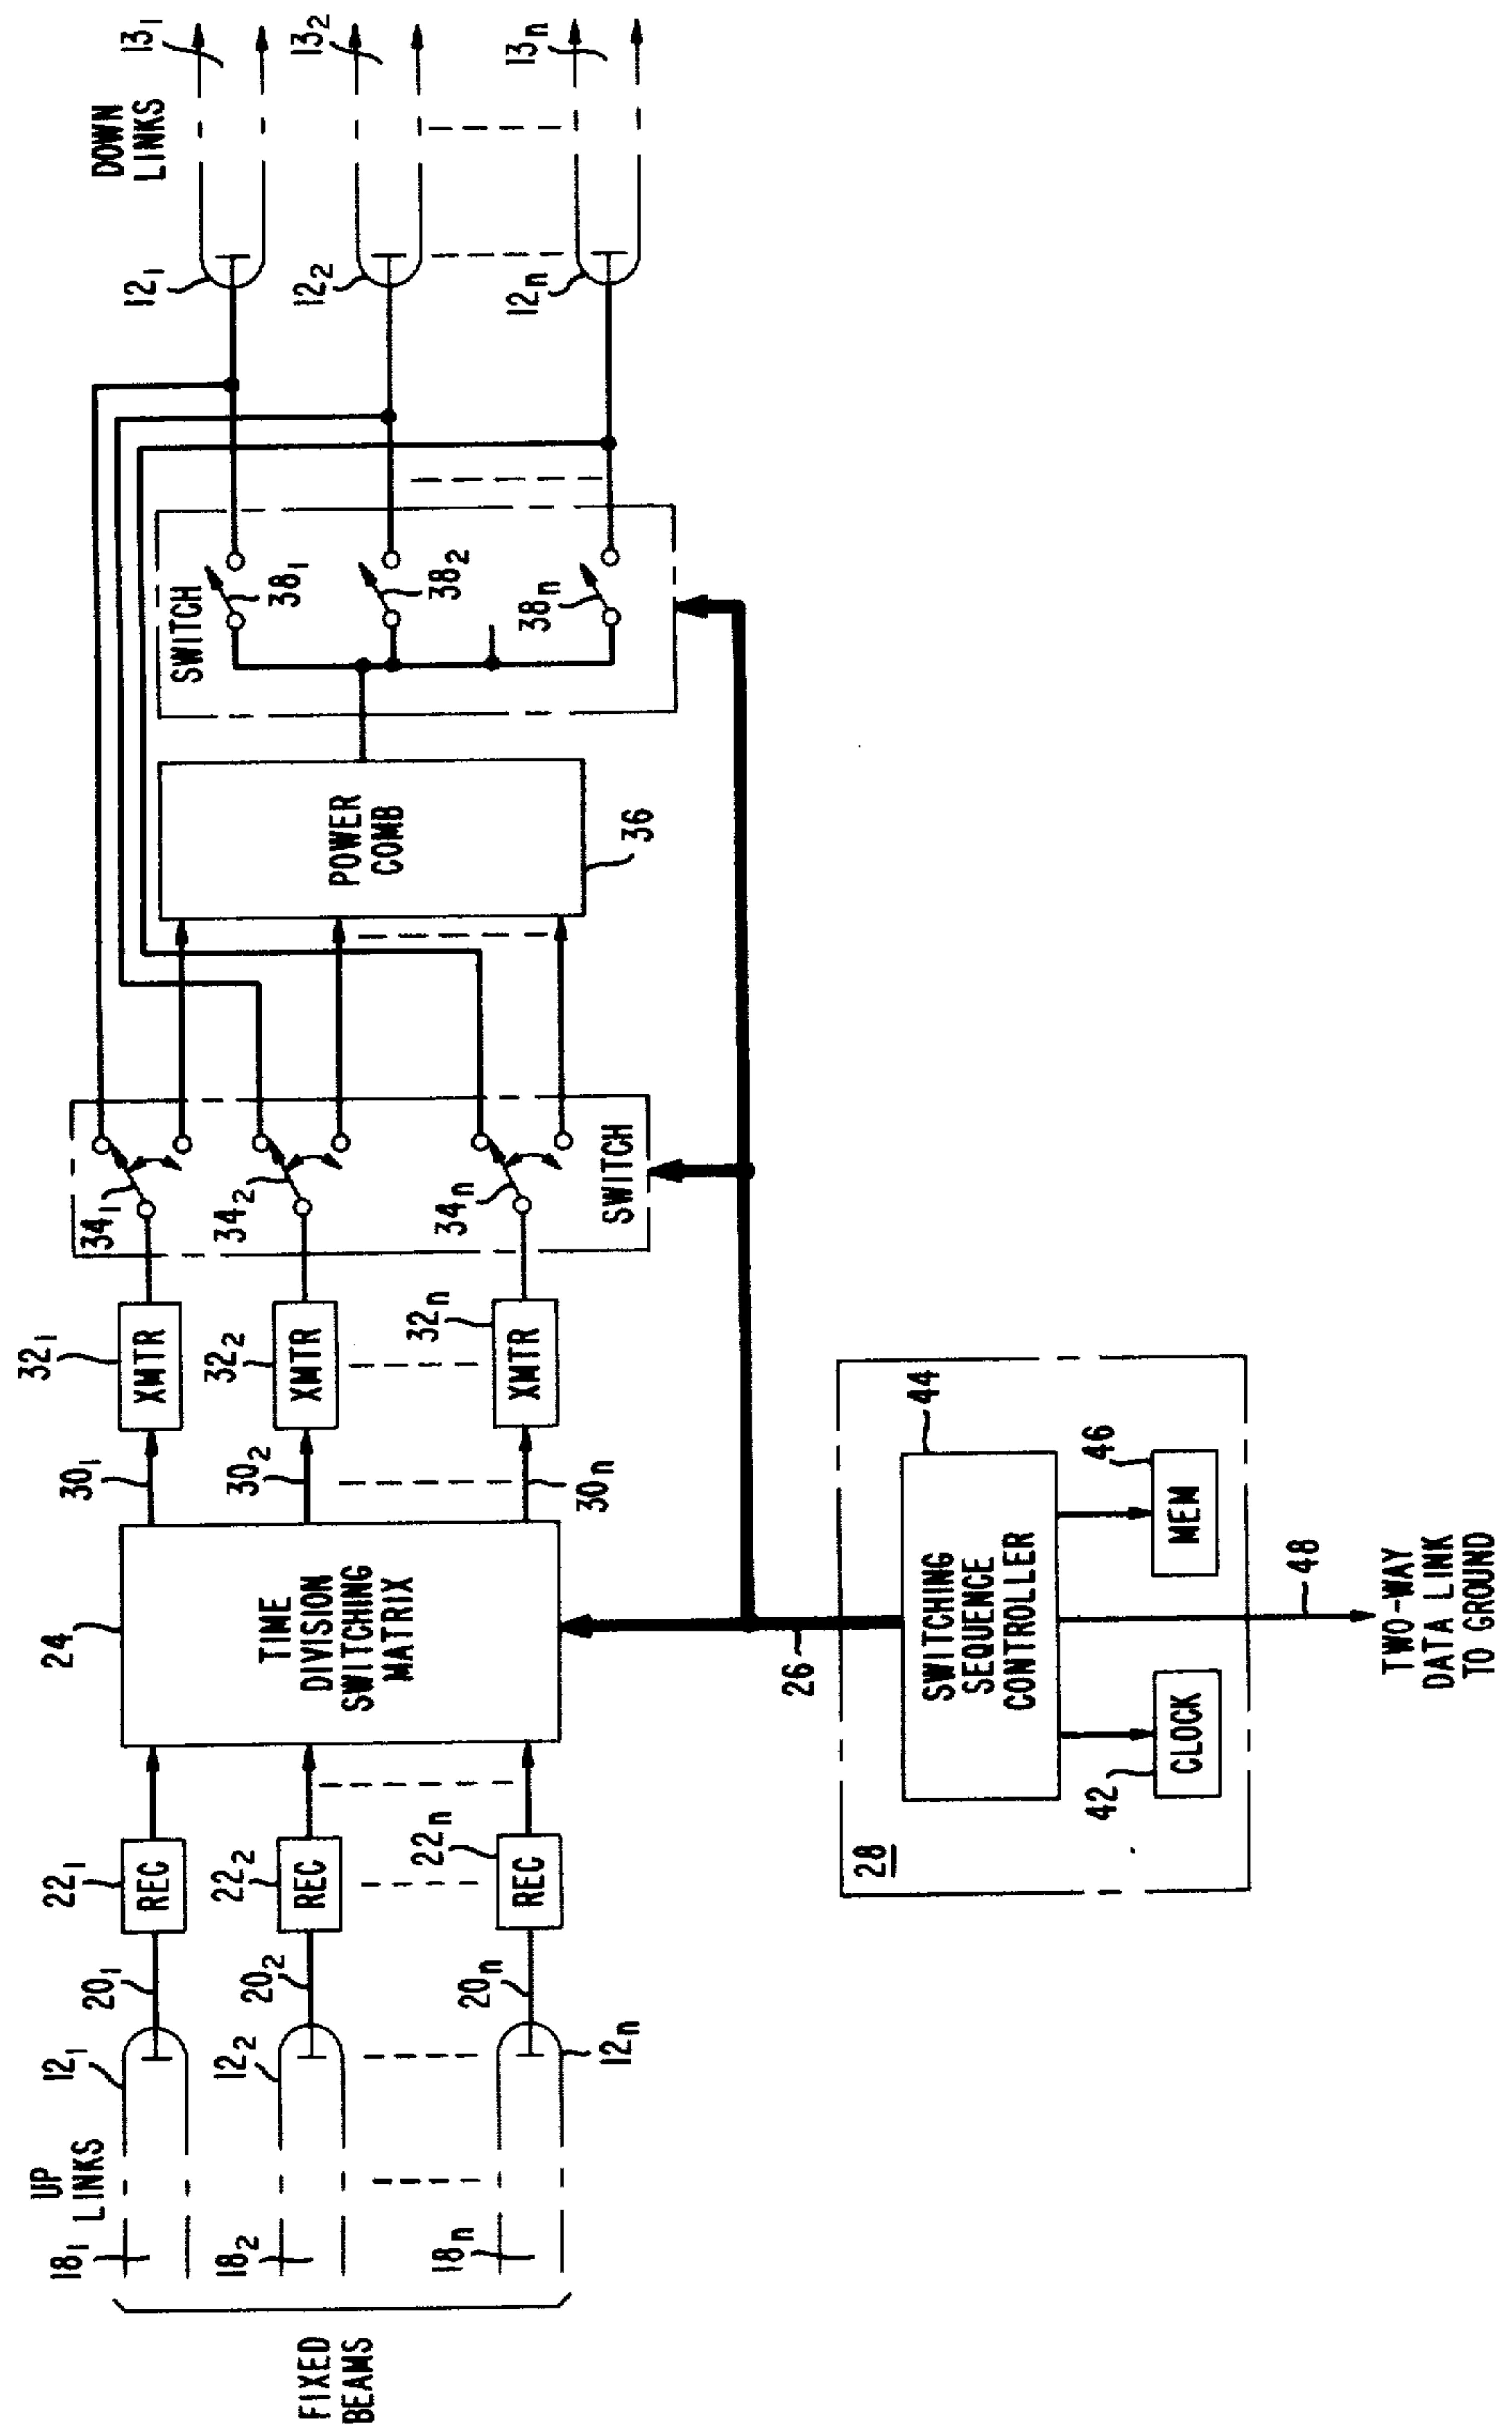 FIXED
BEAMS
UP
LINKS
18₁
18₂
18ₙ
12₁
12₂
12ₙ
20₁
20₂
20ₙ
22₁
REC
22₂
REC
22ₙ
REC
24
TIME
DIVISION
SWITCHING
MATRIX
30₁
30₂
30ₙ
32₁
XMTR
32₂
XMTR
32ₙ
XMTR
34₁
34₂
34ₙ
SWITCH
POWER
COMB
36
SWITCH
38₁
38₂
38ₙ
12₁
12₂
12ₙ
DOWN
LINKS
13₁
13₂
13ₙ
26
28
SWITCHING
SEQUENCE
CONTROLLER
44
42
CLOCK
46
MEM
48
TWO-WAY
DATA LINK
TO GROUND